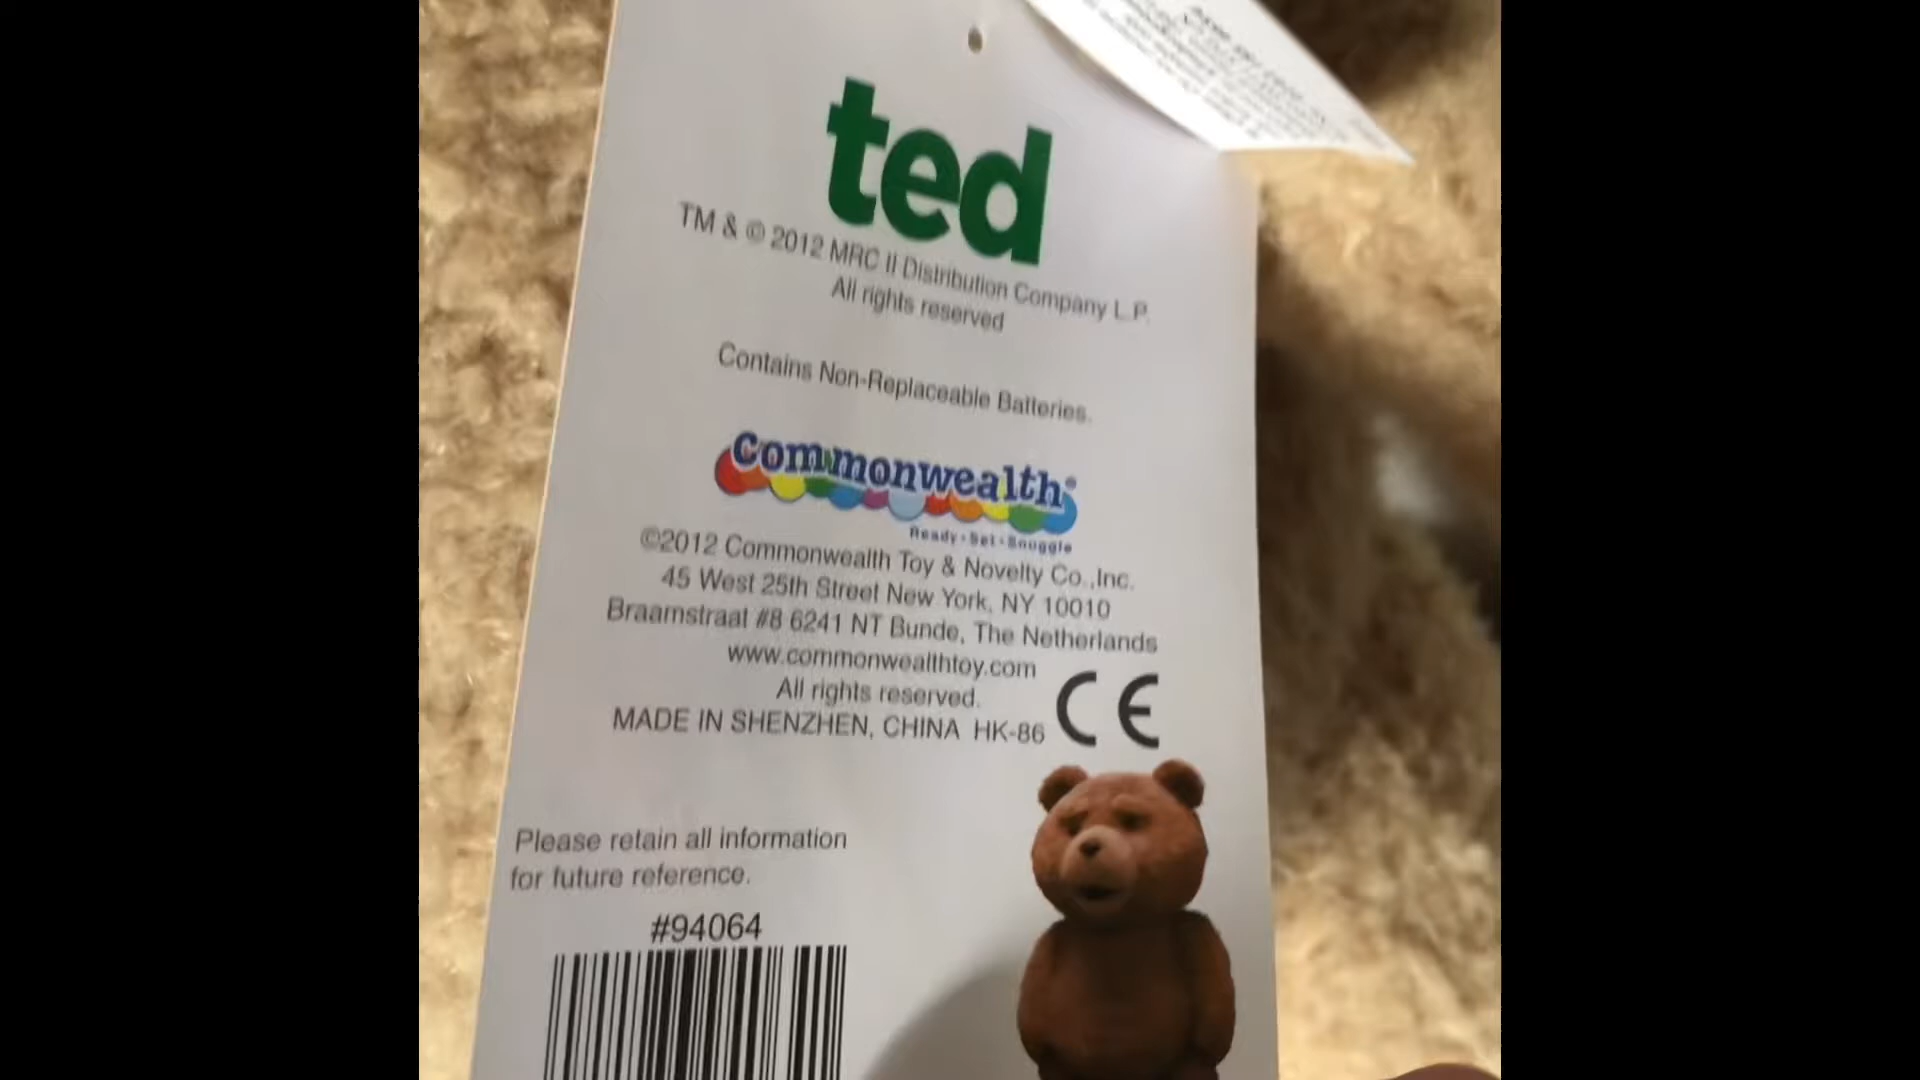 ted
TM & © 2012 MRC II Distribution Company L.P.
All rights reserved
Contains Non-Replaceable Batteries.
Commonwealth®
Ready • Set • Snuggle
©2012 Commonwealth Toy & Novelty Co.,Inc.
45 West 25th Street New York, NY 10010
Braamstraat #8 6241 NT Bunde, The Netherlands
www.commonwealthtoy.com
All rights reserved.
MADE IN SHENZHEN, CHINA HK-86
CE
Please retain all information
for future reference.
#94064